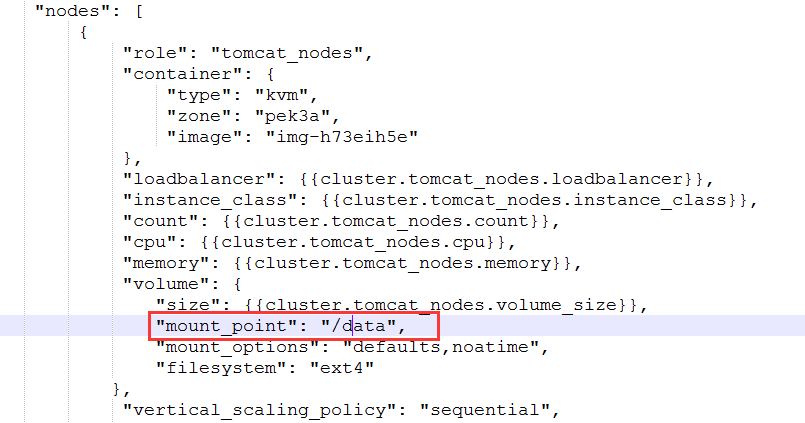 "nodes": [
{
"role": "tomcat_nodes",
"container": {
"type": "kvm",
"zone": "pek3a",
"image": "img-h73eih5e"
},
"loadbalancer": {{cluster.tomcat_nodes.loadbalancer}},
"instance_class": {{cluster.tomcat_nodes.instance_class}},
"count": {{cluster.tomcat_nodes.count}},
"cpu": {{cluster.tomcat_nodes.cpu}},
"memory": {{cluster.tomcat_nodes.memory}},
"volume": {
"size": {{cluster.tomcat_nodes.volume_size}},
"mount_point": "/data",
"mount_options": "defaults,noatime",
"filesystem": "ext4"
},
"vertical_scaling_policy": "sequential",